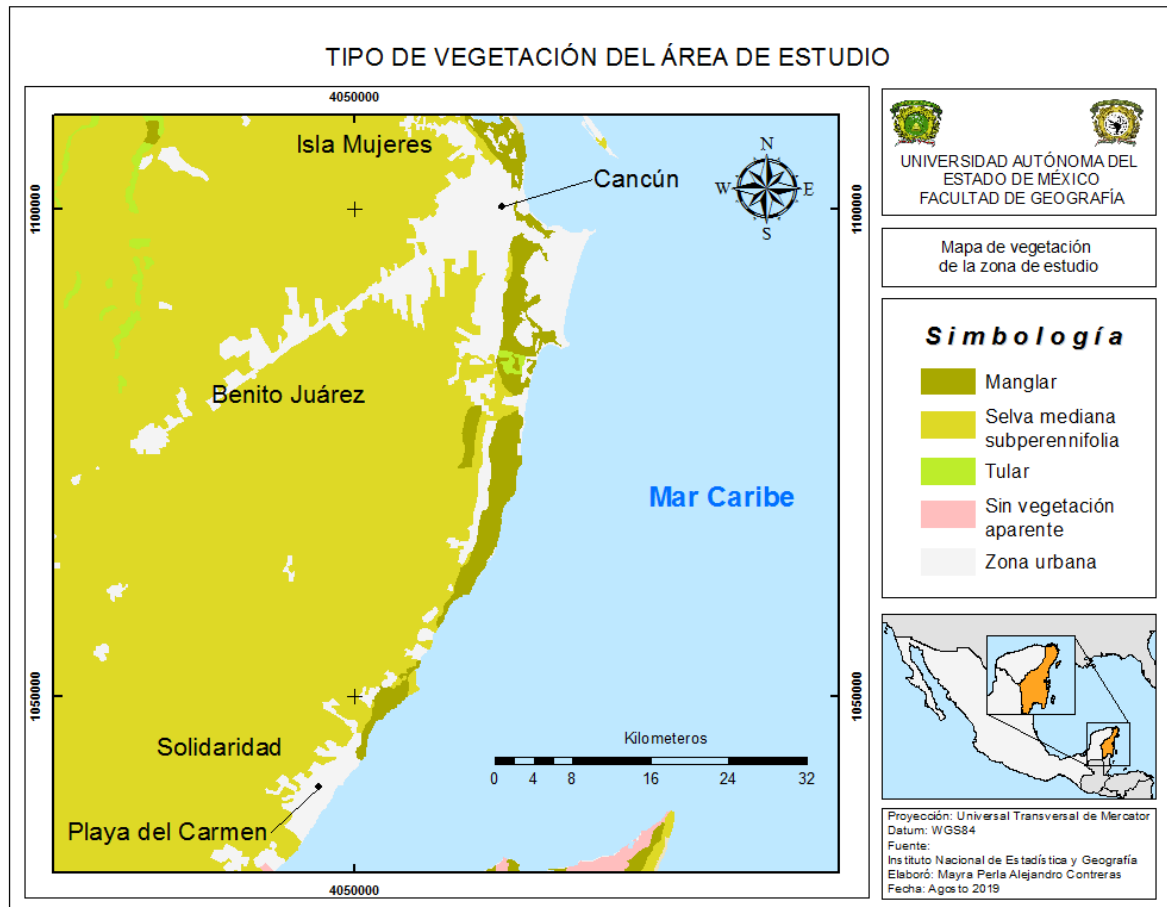 TIPO DE VEGETACIÓN DEL ÁREA DE ESTUDIO
4050000
Isla Mujeres
Cancún
N
W
E
S
1100000
1100000
Benito Juárez
Mar Caribe
1050000
1050000
Solidaridad
Playa del Carmen
Kilometeros
0 4 8 16 24 32
4050000
UNIVERSIDAD AUTÓNOMA DEL
ESTADO DE MÉXICO
FACULTAD DE GEOGRAFÍA
Mapa de vegetación
de la zona de estudio
Simbología
Manglar
Selva mediana
subperennifolia
Tular
Sin vegetación
aparente
Zona urbana
Proyección: Universal Transversal de Mercator
Datum: WGS84
Fuente:
Instituto Nacional de Estadística y Geografía
Elaboró: Mayra Perla Alejandro Contreras
Fecha: Agosto 2019